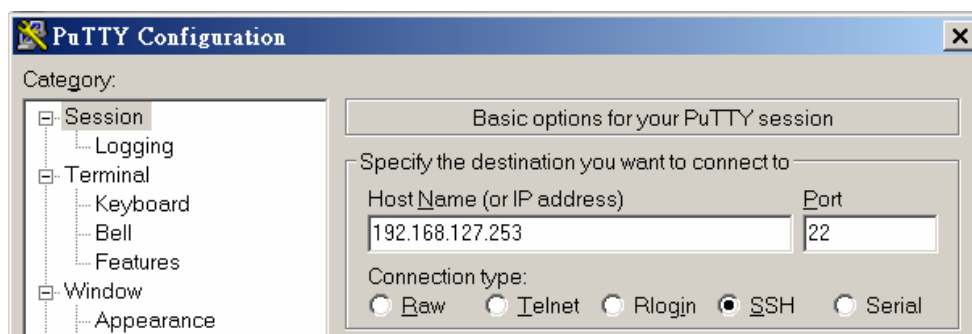 PuTTY Configuration
Category:
Session
Logging
Terminal
Keyboard
Bell
Features
Window
Appearance
Basic options for your PuTTY session
Specify the destination you want to connect to
Host Name (or IP address) Port
192.168.127.253 22
Connection type:
Raw Telnet Rlogin SSH Serial